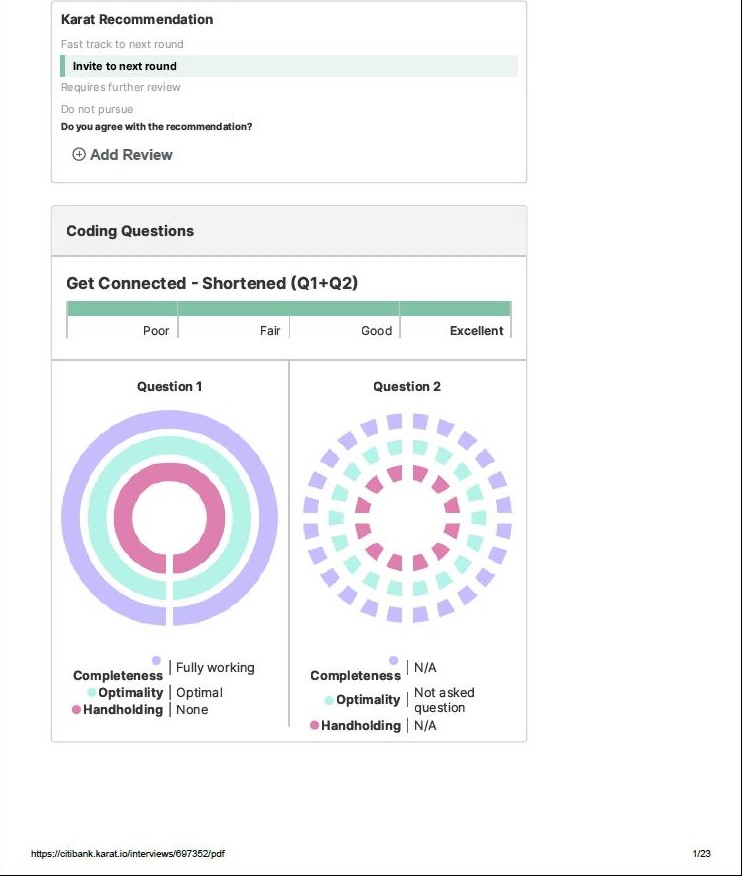 Karat Recommendation
Fast track to next round
Invite to next round
Requires further review
Do not pursue
Do you agree with the recommendation?
Add Review
Coding Questions
Get Connected - Shortened (Q1+Q2)
Poor Fair Good Excellent
Question 1
Completeness | Fully working
Optimality | Optimal
Handholding | None
Question 2
Completeness | N/A
Optimality | Not asked
question
Handholding | N/A
https://citibank.karat.io/interviews/697352/pdf 1/23